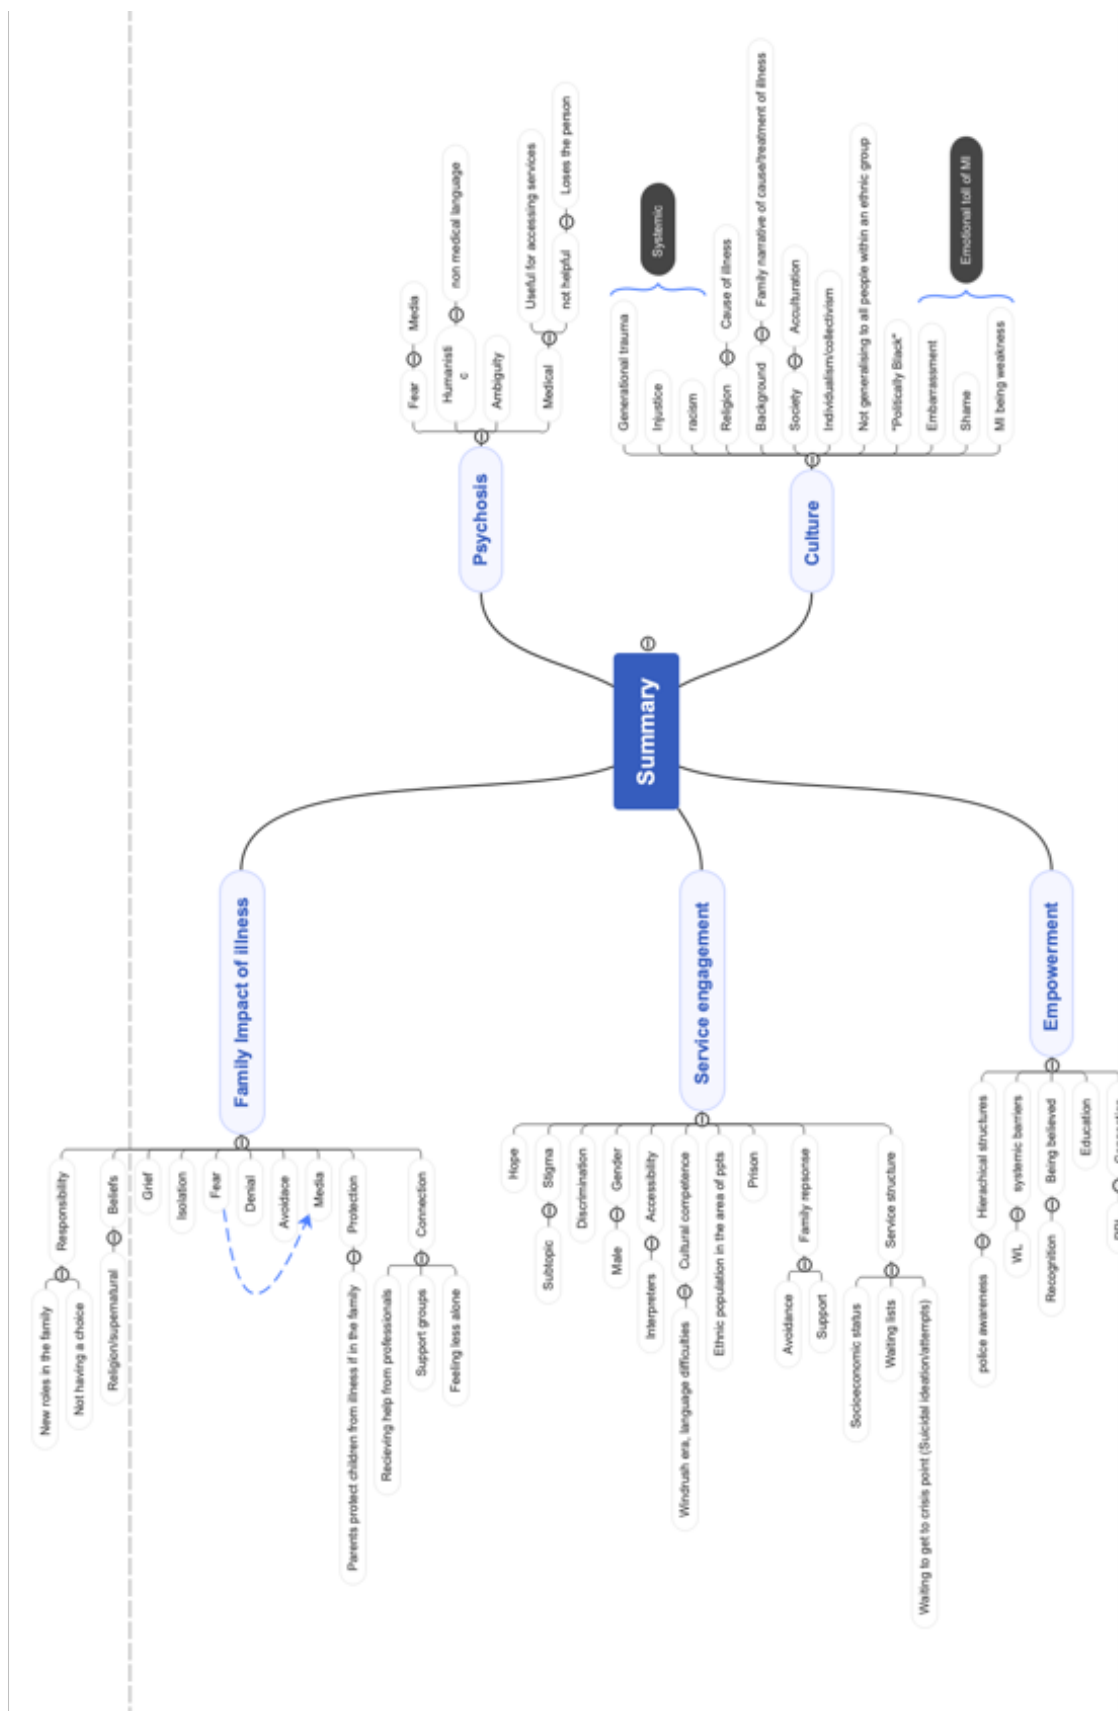 Summary
Psychosis
Fear
Media
Humanisti
c
non medical language
Ambiguity
Medical
Useful for accessing services
not helpful
Loses the person
Culture
Generational trauma
Injustice
racism
Systemic
Religion
Cause of illness
Background
Family narrative of cause/treatment of illness
Society
Acculturation
Individualism/collectivism
Not generalising to all people within an ethnic group
"Politically Black"
Embarrassment
Shame
MI being weakness
Emotional toll of MI
Family Impact of illness
Responsibility
New roles in the family
Not having a choice
Beliefs
Religion/supernatural
Grief
Isolation
Fear
Denial
Avoidace
Media
Protection
Parents protect children from illness if in the family
Connection
Recieving help from professionals
Support groups
Feeling less alone
Service engagement
Hope
Stigma
Subtopic
Discrimination
Gender
Male
Accessibility
Interpreters
Cultural competence
Windrush era, language difficulties
Ethnic population in the area of ppts
Prison
Family repsonse
Avoidance
Support
Service structure
Socioeconomic status
Waiting lists
Waiting to get to crisis point (Suicidal ideation/attempts)
Empowerment
Hierachical structures
police awareness
systemic barriers
WL
Being believed
Recognition
Education